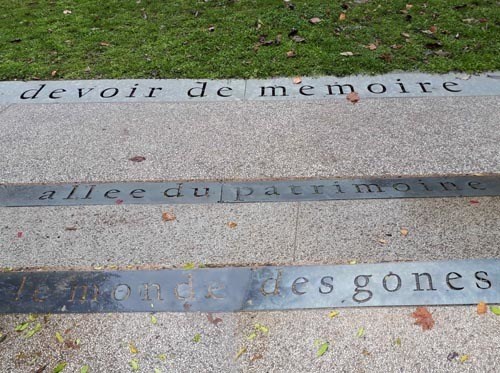 devoir de memoire
allee du patrimoine
le monde des gones